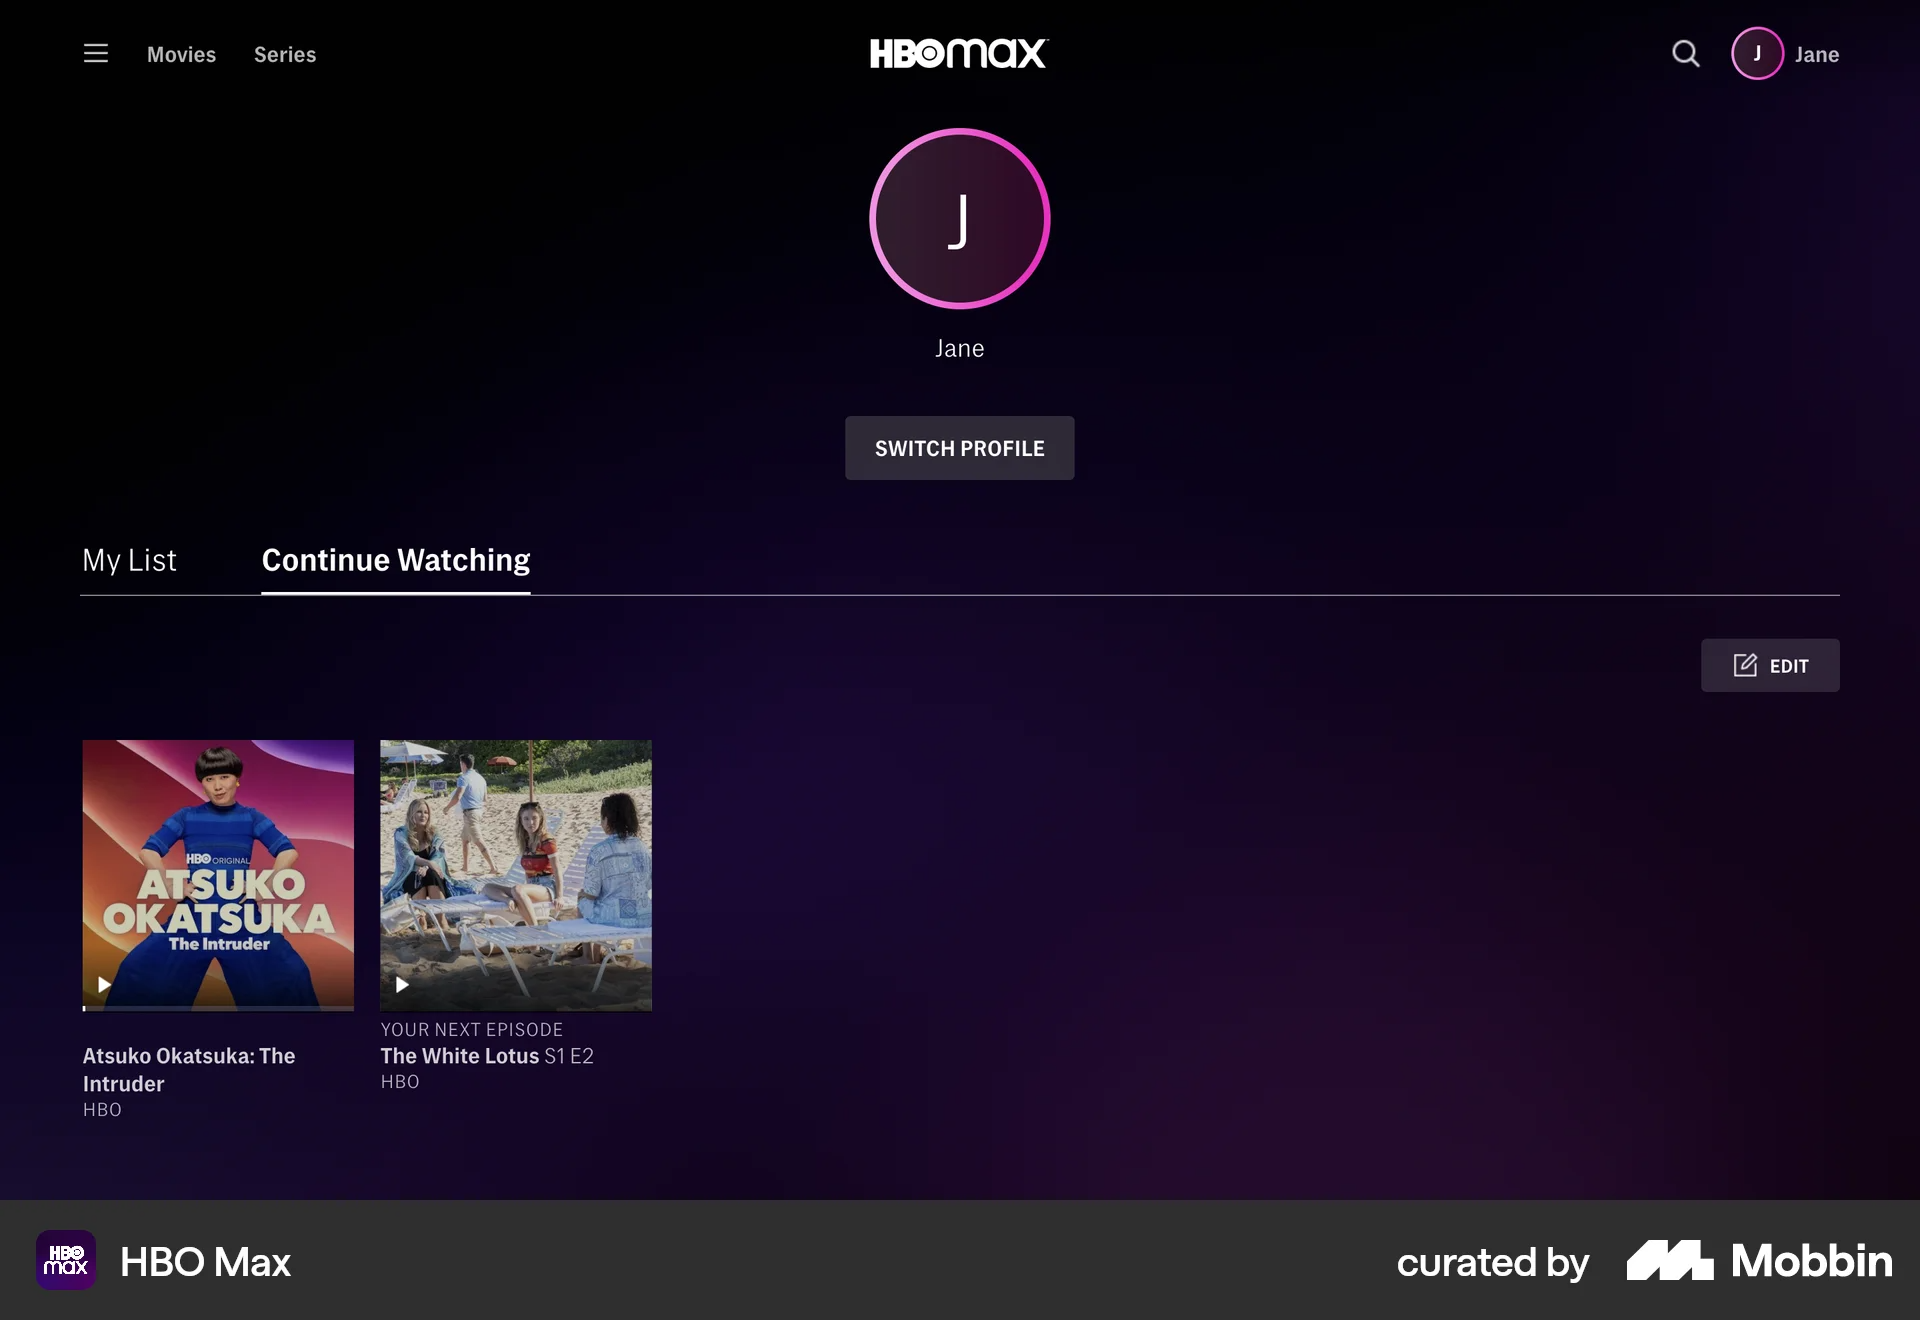 Movies Series HBOmax J Jane
J
Jane
SWITCH PROFILE
My List Continue Watching
EDIT
HBO ORIGINAL
ATSUKO
OKATSUKA
The Intruder
YOUR NEXT EPISODE
Atsuko Okatsuka: The
Intruder
HBO
The White Lotus S1 E2
HBO
HBO
max
HBO Max
curated by Mobbin